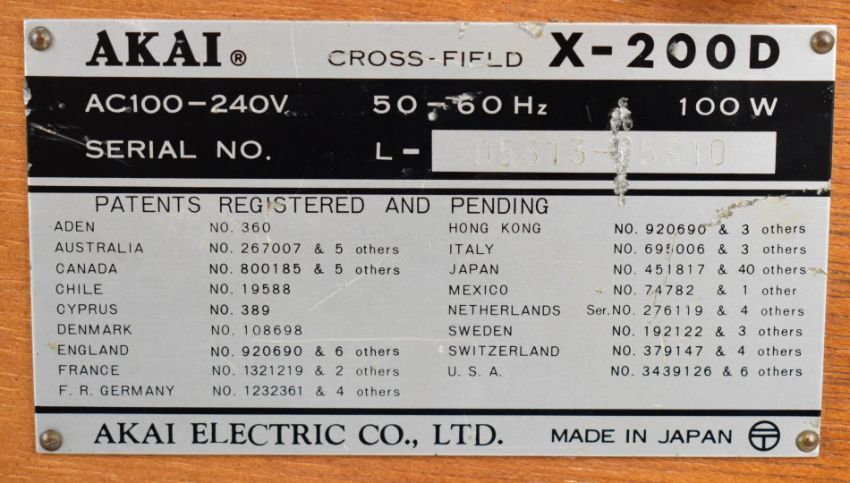 AKAI® CROSS-FIELD X-200D
AC100-240V 50-60Hz 100W
SERIAL NO. L-
PATENTS REGISTERED AND PENDING
ADEN NO. 360
AUSTRALIA NO. 267007 & 5 others
CANADA NO. 800185 & 5 others
CHILE NO. 19588
CYPRUS NO. 389
DENMARK NO. 108698
ENGLAND NO. 920690 & 6 others
FRANCE NO. 1321219 & 2 others
F. R. GERMANY NO. 1232361 & 4 others
HONG KONG NO. 920690 & 3 others
ITALY NO. 695006 & 3 others
JAPAN NO. 451817 & 40 others
MEXICO NO. 74782 & 1 other
NETHERLANDS Ser.NO. 276119 & 4 others
SWEDEN NO. 192122 & 3 others
SWITZERLAND NO. 379147 & 4 others
U. S. A. NO. 3439126 & 6 others
AKAI ELECTRIC CO., LTD. MADE IN JAPAN